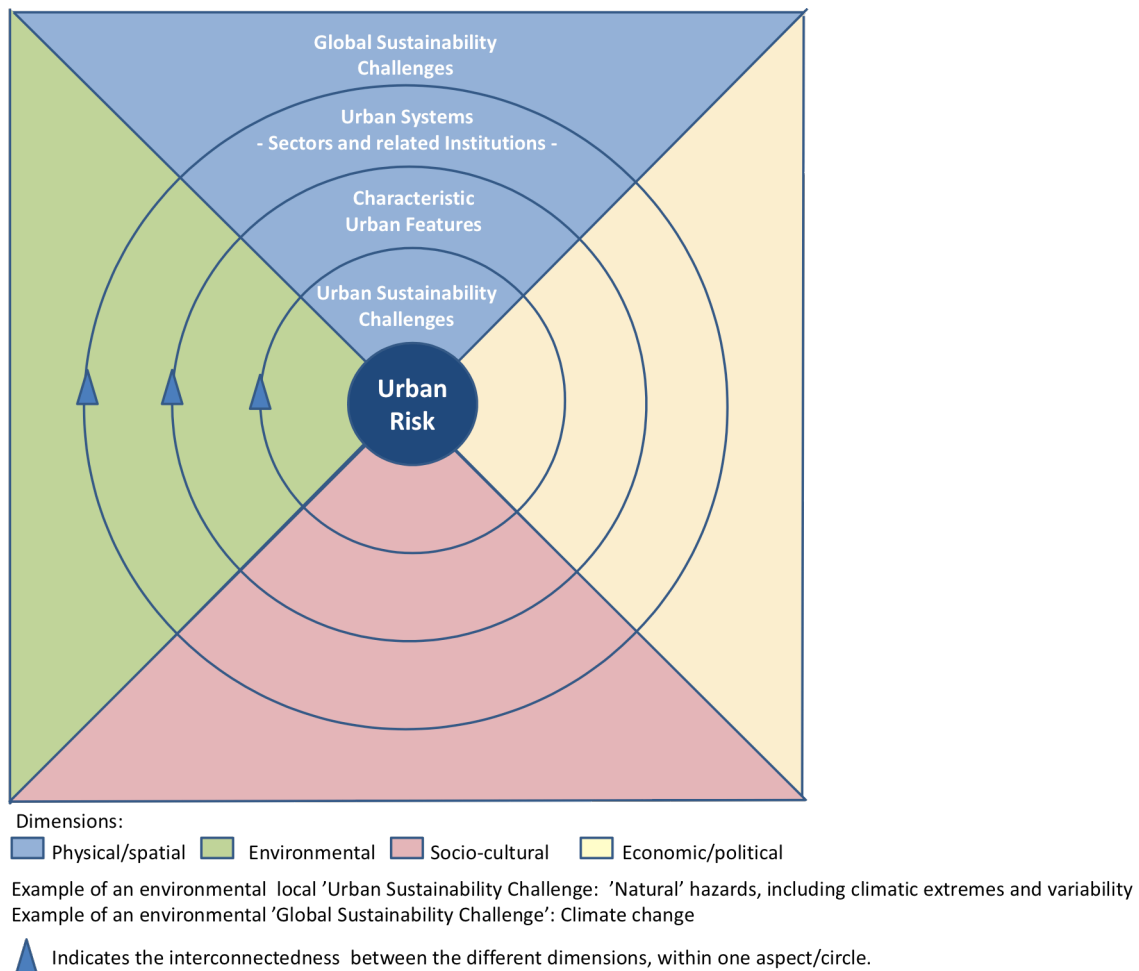 Global Sustainability
Challenges
Urban Systems
- Sectors and related Institutions -
Characteristic
Urban Features
Urban Sustainability
Challenges
Urban
Risk
Dimensions:
Physical/spatial Environmental Socio-cultural Economic/political
Example of an environmental local ’Urban Sustainability Challenge: ’Natural’ hazards, including climatic extremes and variability
Example of an environmental ’Global Sustainability Challenge’: Climate change
Indicates the interconnectedness between the different dimensions, within one aspect/circle.